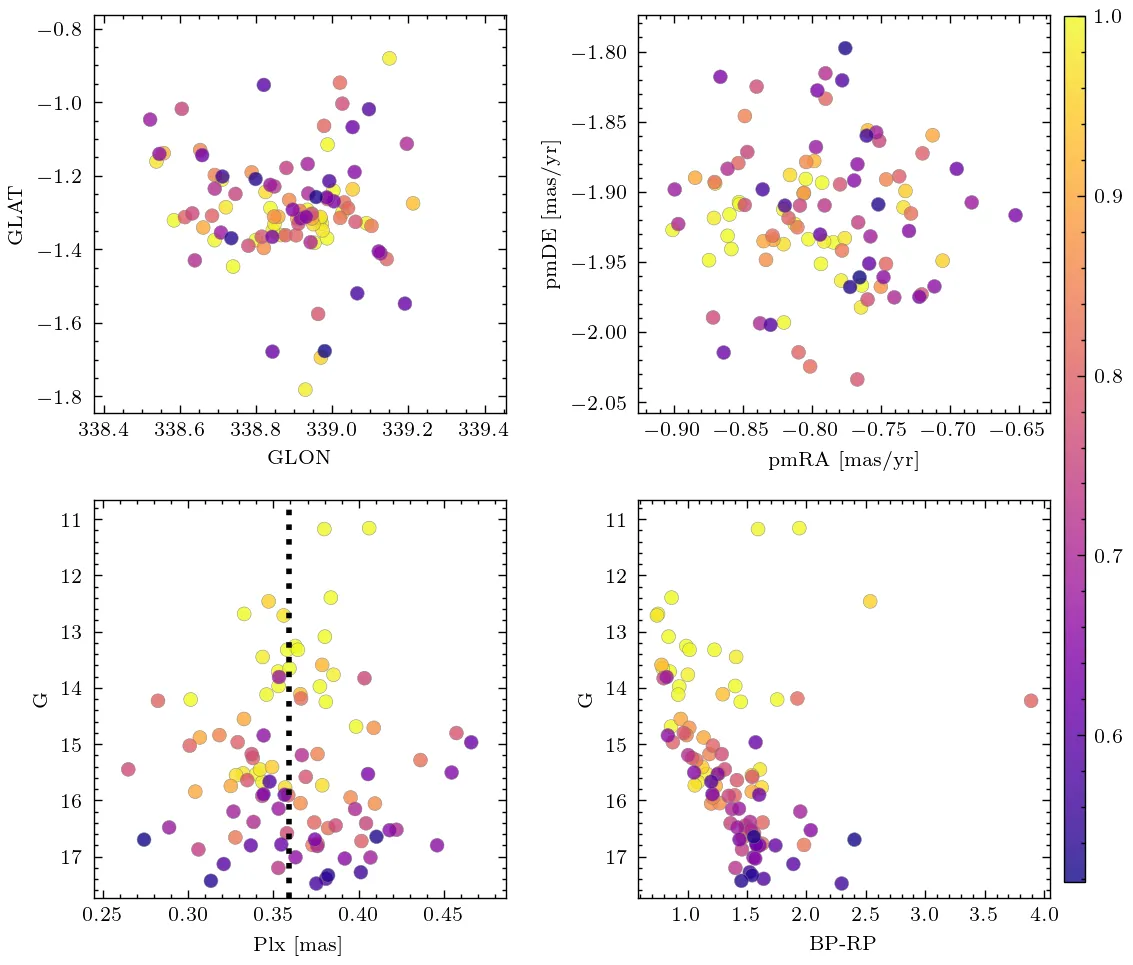 −0.8
−1.0
−1.2
−1.4
−1.6
−1.8
GLAT
338.4 338.6 338.8 339.0 339.2 339.4
GLON
−1.80
−1.85
−1.90
−1.95
−2.00
−2.05
pmDE [mas/yr]
−0.90 −0.85 −0.80 −0.75 −0.70 −0.65
pmRA [mas/yr]
1.0
0.9
0.8
0.7
0.6
11
12
13
14
15
16
17
G
0.25 0.30 0.35 0.40 0.45
Plx [mas]
11
12
13
14
15
16
17
G
1.0 1.5 2.0 2.5 3.0 3.5 4.0
BP-RP